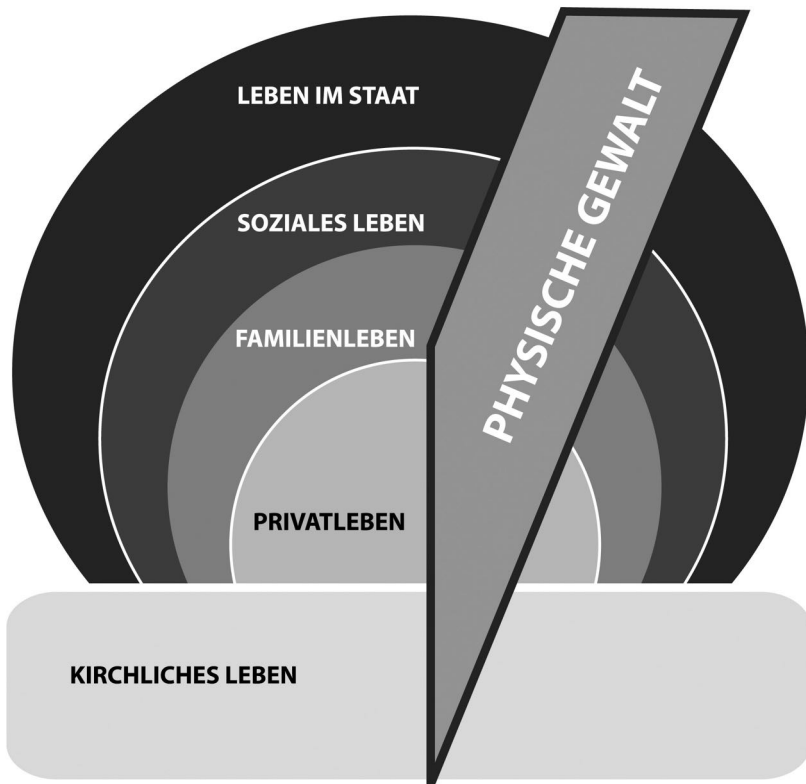 LEBEN IM STAAT
SOZIALES LEBEN
FAMILIENLEBEN
PRIVATLEBEN
PHYSISCHE GEWALT
KIRCHLICHES LEBEN